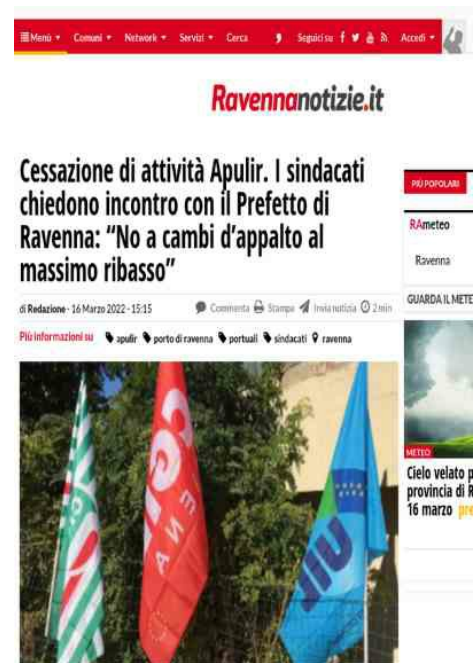 Menù Comuni Network Servizi Cerca Seguici su Accedi
Ravennanotizie.it
Cessazione di attività Apulir. I sindacati
chiedono incontro con il Prefetto di
Ravenna: “No a cambi d’appalto al
massimo ribasso”
di Redazione - 16 Marzo 2022 - 15:15 Commenta Stampa Invia notizia 2 min
Più informazioni su apulir porto di ravenna portuali sindacati ravenna
PIÙ POPOLARI
RAmeteo
Ravenna
GUARDA IL METE
METEO
Cielo velato p
provincia di R
16 marzo pre
UIL